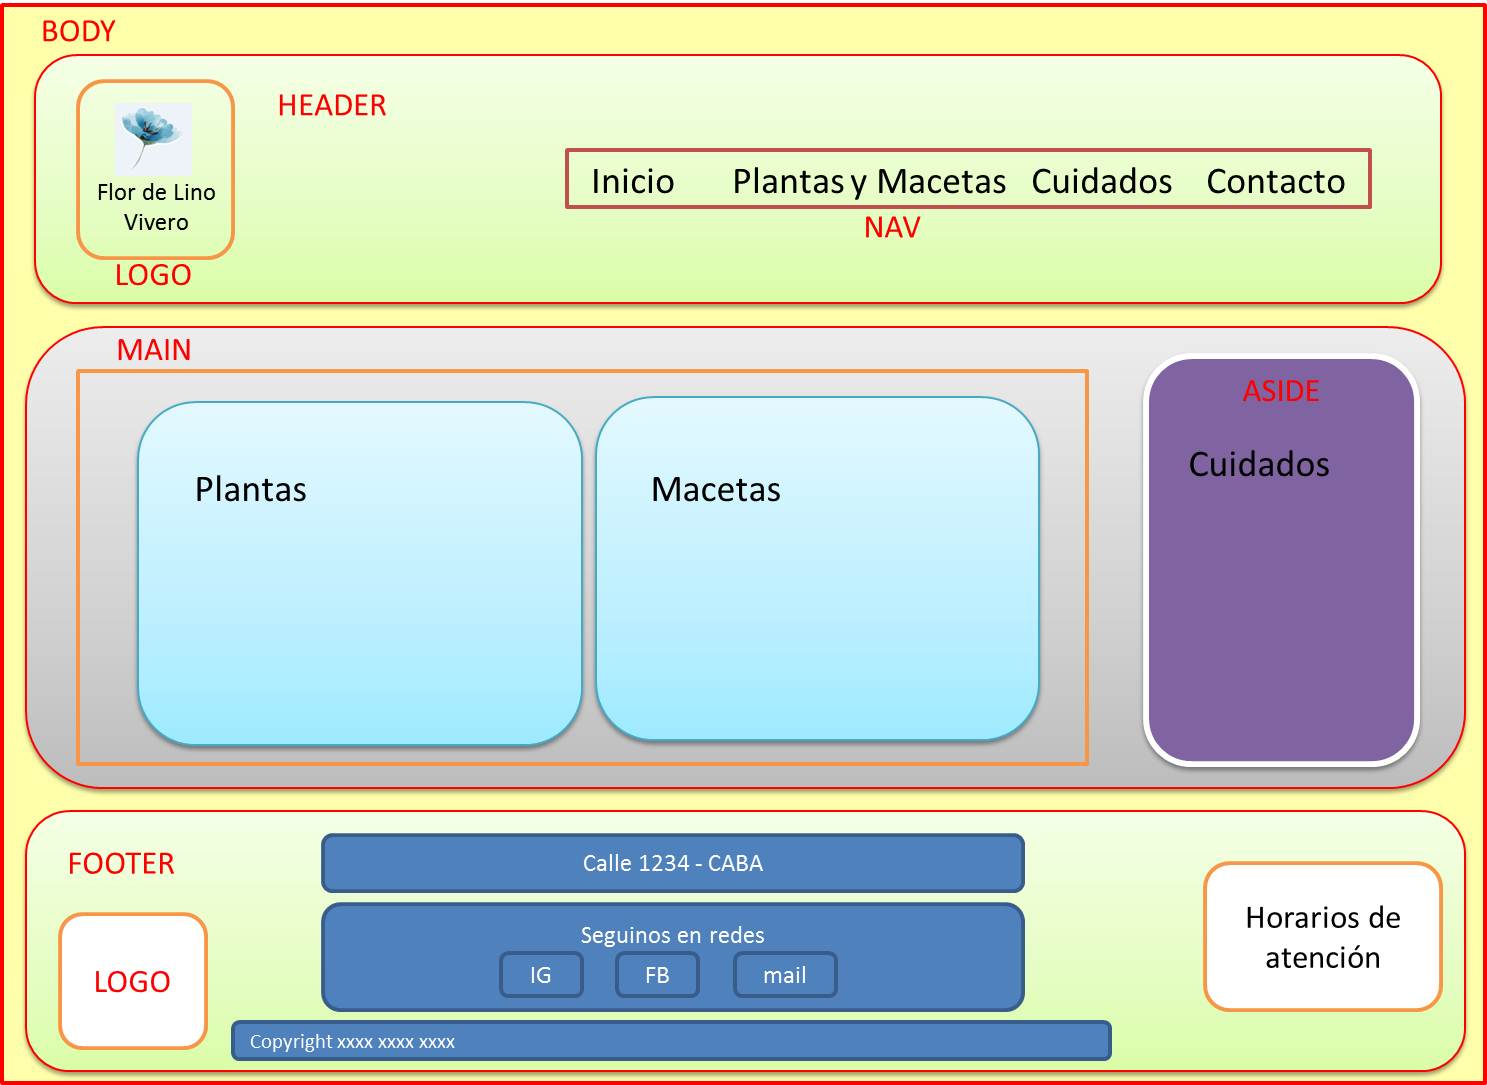 BODY
HEADER
Flor de Lino
Vivero
LOGO
Inicio Plantas y Macetas Cuidados Contacto
NAV
MAIN
Plantas
Macetas
ASIDE
Cuidados
FOOTER
LOGO
Calle 1234 - CABA
Seguinos en redes
IG FB mail
Copyright xxxx xxxx xxxx
Horarios de
atención